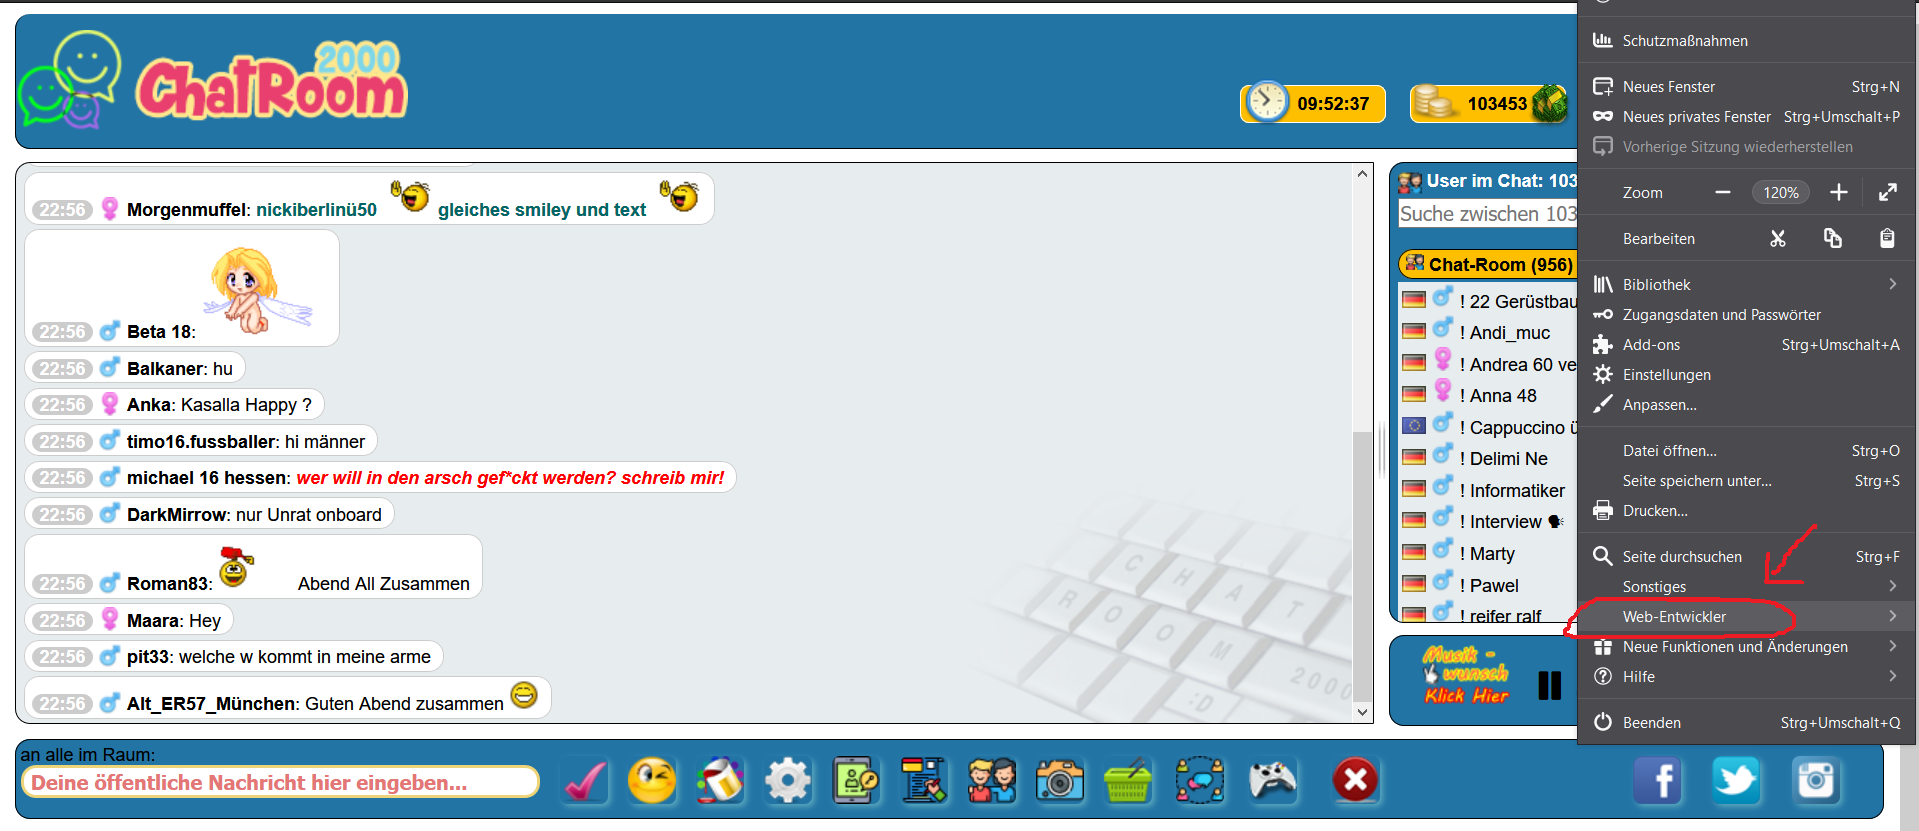 2000
ChatRoom
09:52:37
103453
22:56 Morgenmuffel: nickiberlinü50 gleiches smiley und text
22:56 Beta 18:
22:56 Balkaner: hu
22:56 Anka: Kasalla Happy ?
22:56 timo16.fussballer: hi männer
22:56 michael 16 hessen: wer will in den arsch gef*ckt werden? schreib mir!
22:56 DarkMirrow: nur Unrat onboard
22:56 Roman83: Abend All Zusammen
22:56 Maara: Hey
22:56 pit33: welche w kommt in meine arme
22:56 Alt_ER57_München: Guten Abend zusammen
CHAT
ROOM
2000
:D
User im Chat: 103
Suche zwischen 103
Chat-Room (956)
! 22 Gerüstbau
! Andi_muc
! Andrea 60 ve
! Anna 48
! Cappuccino ü
! Delimi Ne
! Informatiker
! Interview
! Marty
! Pawel
! reifer ralf
Musik -
wunsch
Klick Hier
an alle im Raum:
Deine öffentliche Nachricht hier eingeben...
Schutzmaßnahmen
Neues Fenster Strg+N
Neues privates Fenster Strg+Umschalt+P
Vorherige Sitzung wiederherstellen
Zoom 120%
Bearbeiten
Bibliothek
Zugangsdaten und Passwörter
Add-ons Strg+Umschalt+A
Einstellungen
Anpassen...
Datei öffnen... Strg+O
Seite speichern unter... Strg+S
Drucken...
Seite durchsuchen Strg+F
Sonstiges
Web-Entwickler
Neue Funktionen und Änderungen
Hilfe
Beenden Strg+Umschalt+Q